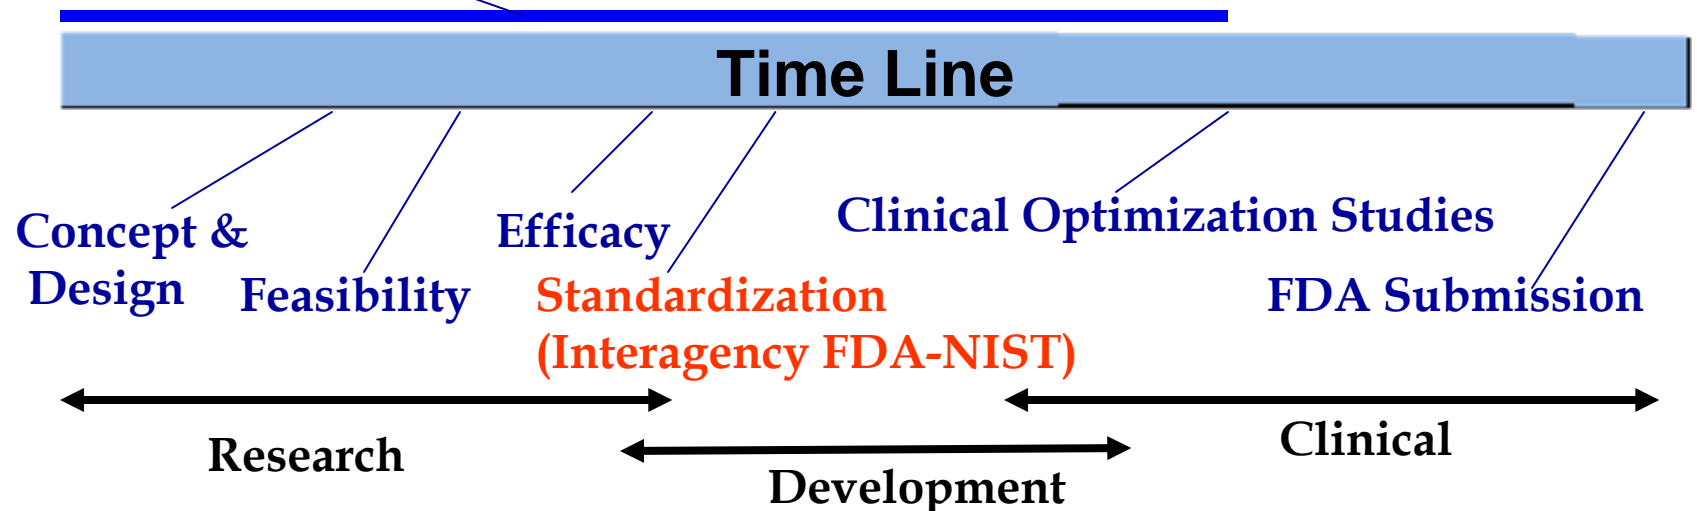 Time Line
Concept &
Design
Feasibility
Efficacy
Standardization
(Interagency FDA-NIST)
Clinical Optimization Studies
FDA Submission
Research
Development
Clinical